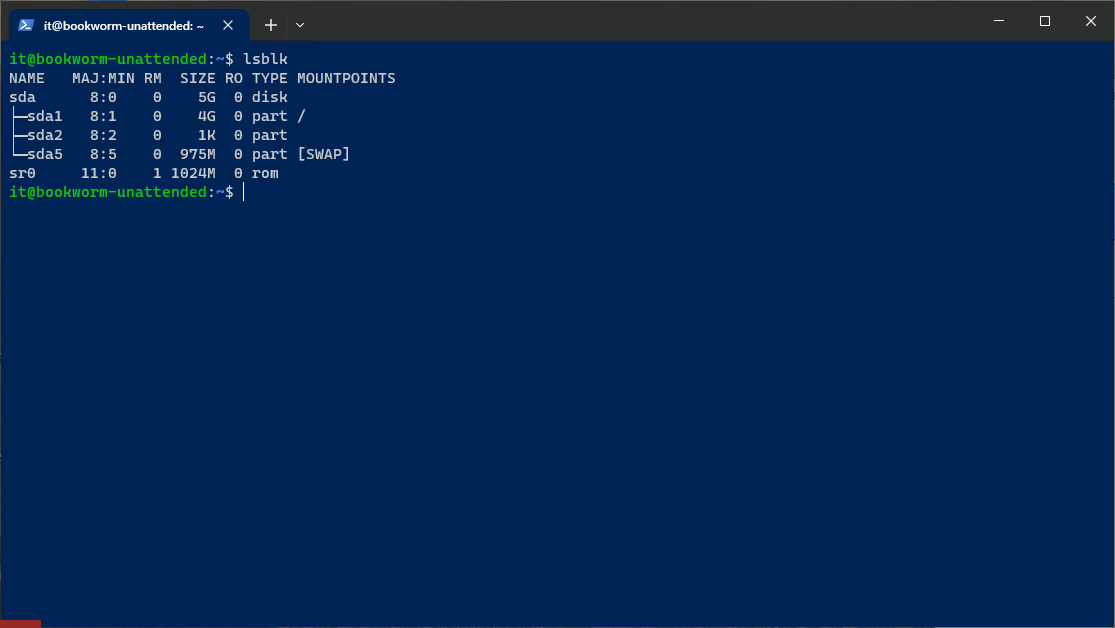 it@bookworm-unattended: ~
it@bookworm-unattended:~$ lsblk
NAME   MAJ:MIN RM  SIZE RO TYPE MOUNTPOINTS
sda      8:0    0    5G  0 disk
├─sda1   8:1    0    4G  0 part /
├─sda2   8:2    0    1K  0 part
└─sda5   8:5    0  975M  0 part [SWAP]
sr0     11:0    1 1024M  0 rom
it@bookworm-unattended:~$